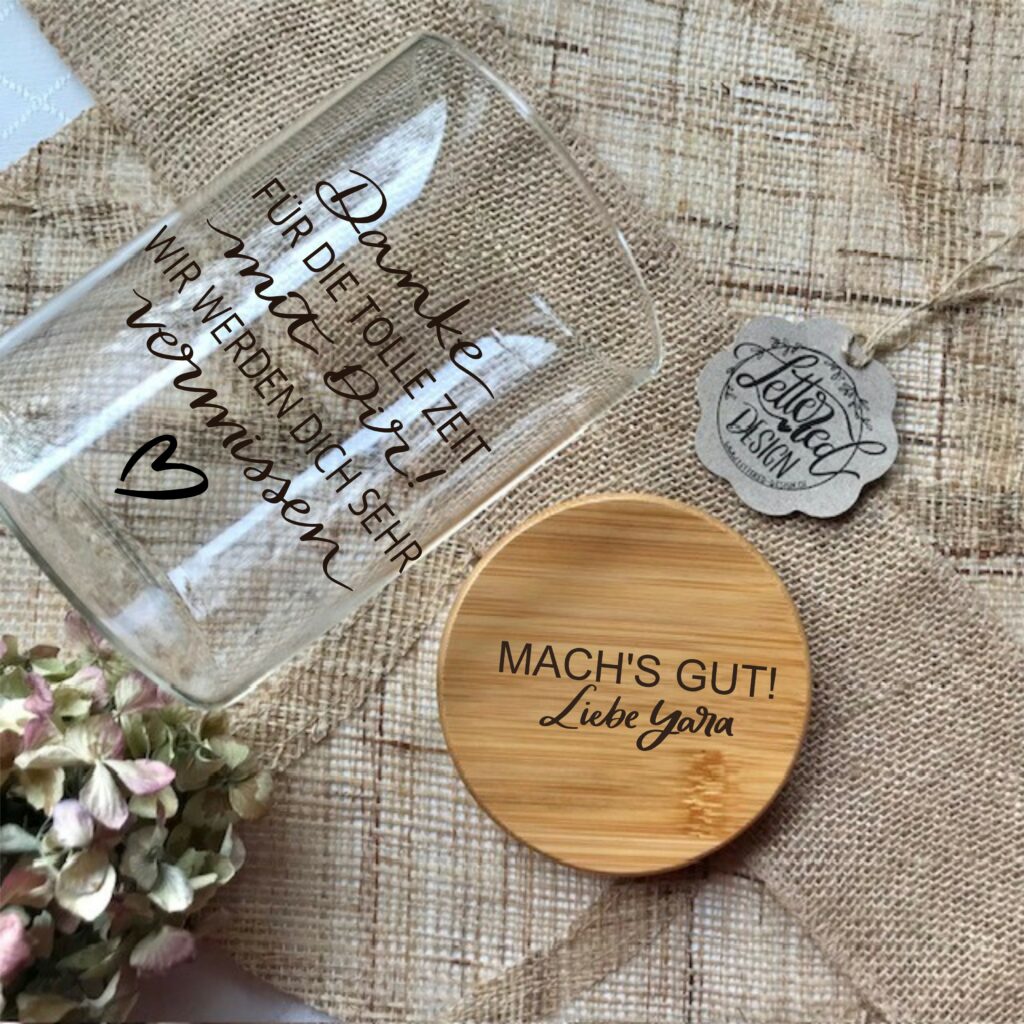 Danke
FÜR DIE TOLLE ZEIT
mit Dir!
WIR WERDEN DICH SEHR
vermissen
MACH'S GUT!
Liebe Yara
Lettered
DESIGN